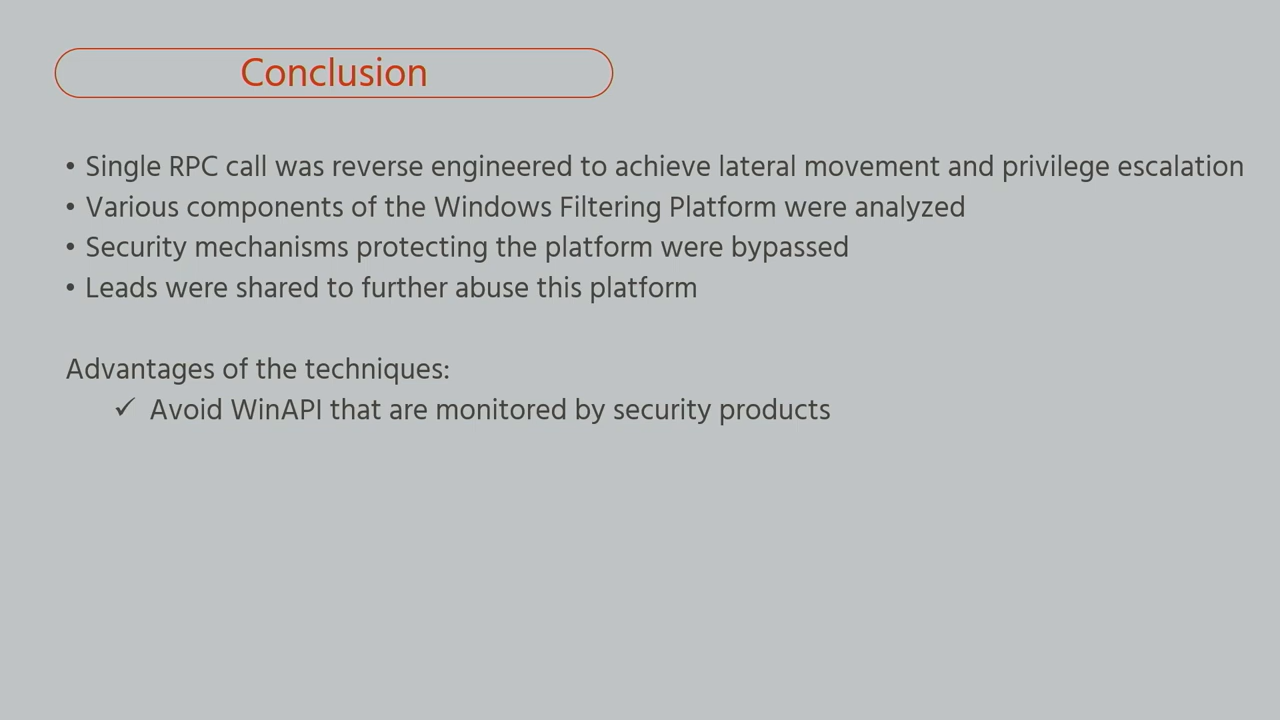 Conclusion
• Single RPC call was reverse engineered to achieve lateral movement and privilege escalation
• Various components of the Windows Filtering Platform were analyzed
• Security mechanisms protecting the platform were bypassed
• Leads were shared to further abuse this platform
Advantages of the techniques:
✓ Avoid WinAPI that are monitored by security products